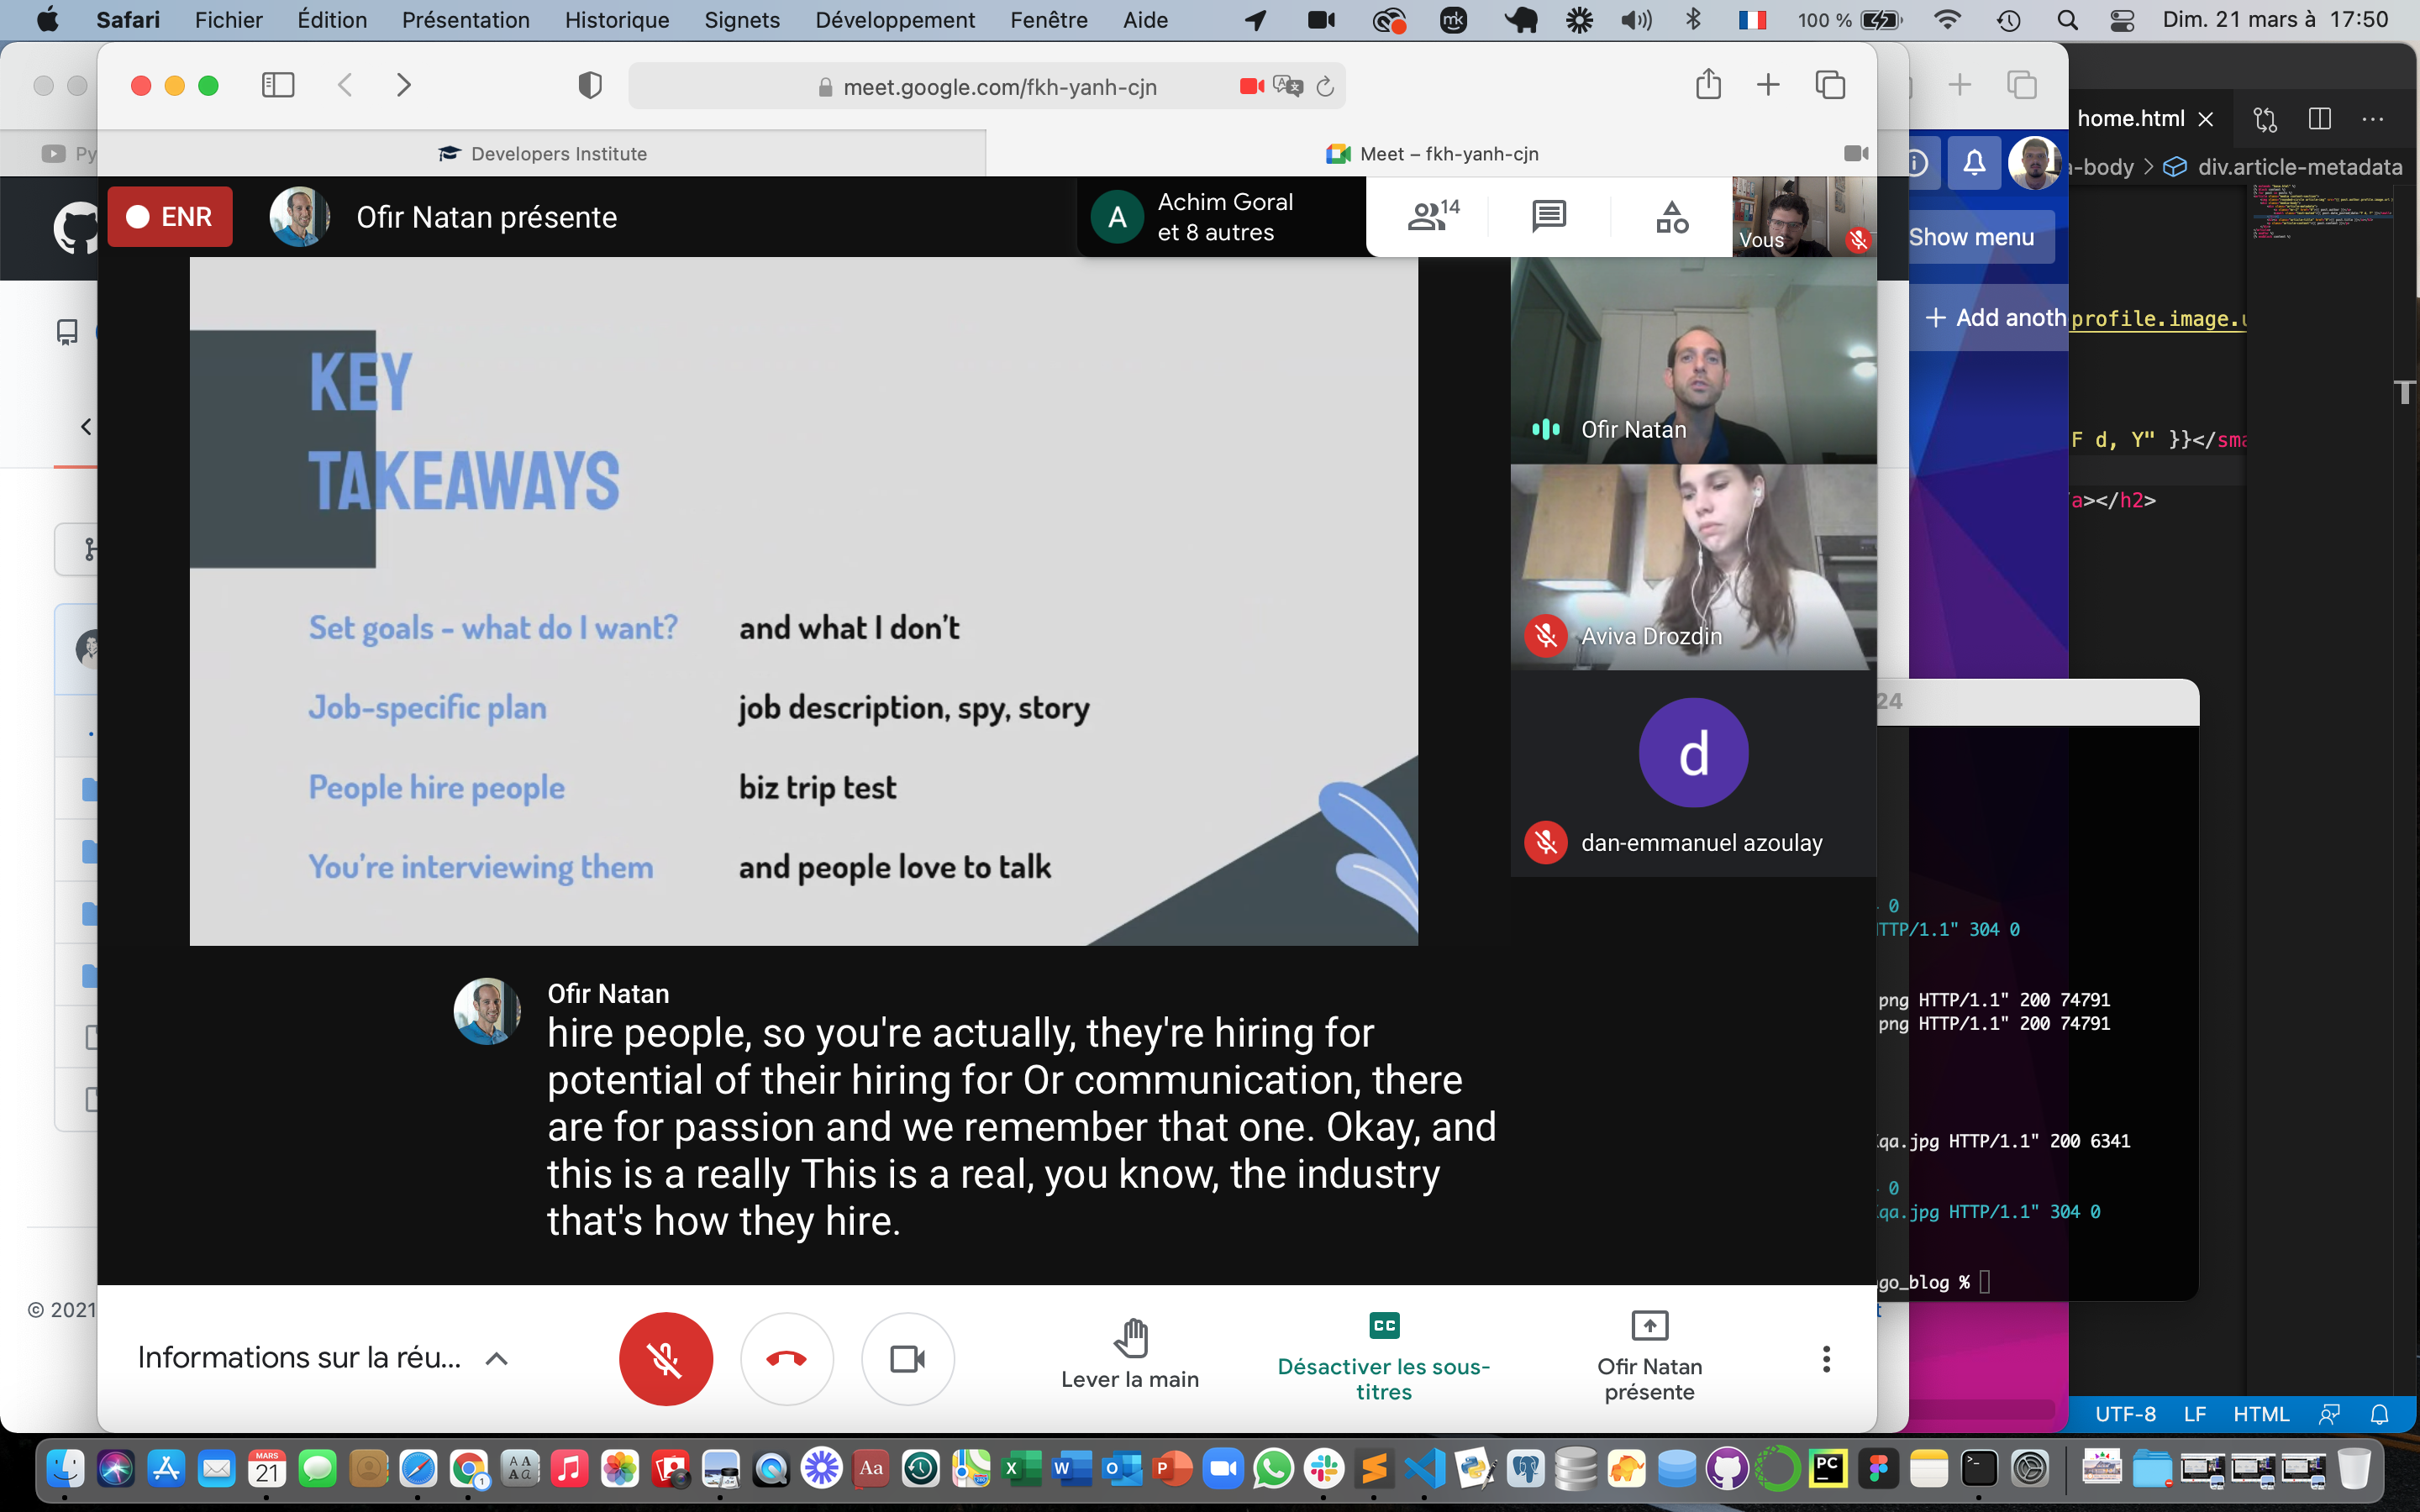 Safari Fichier Édition Présentation Historique Signets Développement Fenêtre Aide
mk 100 % Dim. 21 mars à 17:50
meet.google.com/fkh-yanh-cjn
Developers Institute
Meet – fkh-yanh-cjn
Py
ENR
Ofir Natan présente
A
Achim Goral
et 8 autres
14
Vous
KEY
TAKEAWAYS
Set goals - what do I want? and what I don't
Job-specific plan job description, spy, story
People hire people biz trip test
You're interviewing them and people love to talk
Ofir Natan
Aviva Drozdin
d
dan-emmanuel azoulay
Ofir Natan
hire people, so you're actually, they're hiring for
potential of their hiring for Or communication, there
are for passion and we remember that one. Okay, and
this is a really This is a real, you know, the industry
that's how they hire.
Informations sur la réu...
Lever la main
CC
Désactiver les sous-
titres
Ofir Natan
présente
© 2021
home.html
a-body > div.article-metadata
Show menu
+ Add anoth
profile.image.u
F d, Y" }}</sma
a></h2>
T
24
0
TTP/1.1" 304 0
png HTTP/1.1" 200 74791
png HTTP/1.1" 200 74791
qa.jpg HTTP/1.1" 200 6341
0
qa.jpg HTTP/1.1" 304 0
go_blog %
t
UTF-8 LF HTML
MARS
21
1
AA
Aa
Aa
X
W
O
P
PC
>_